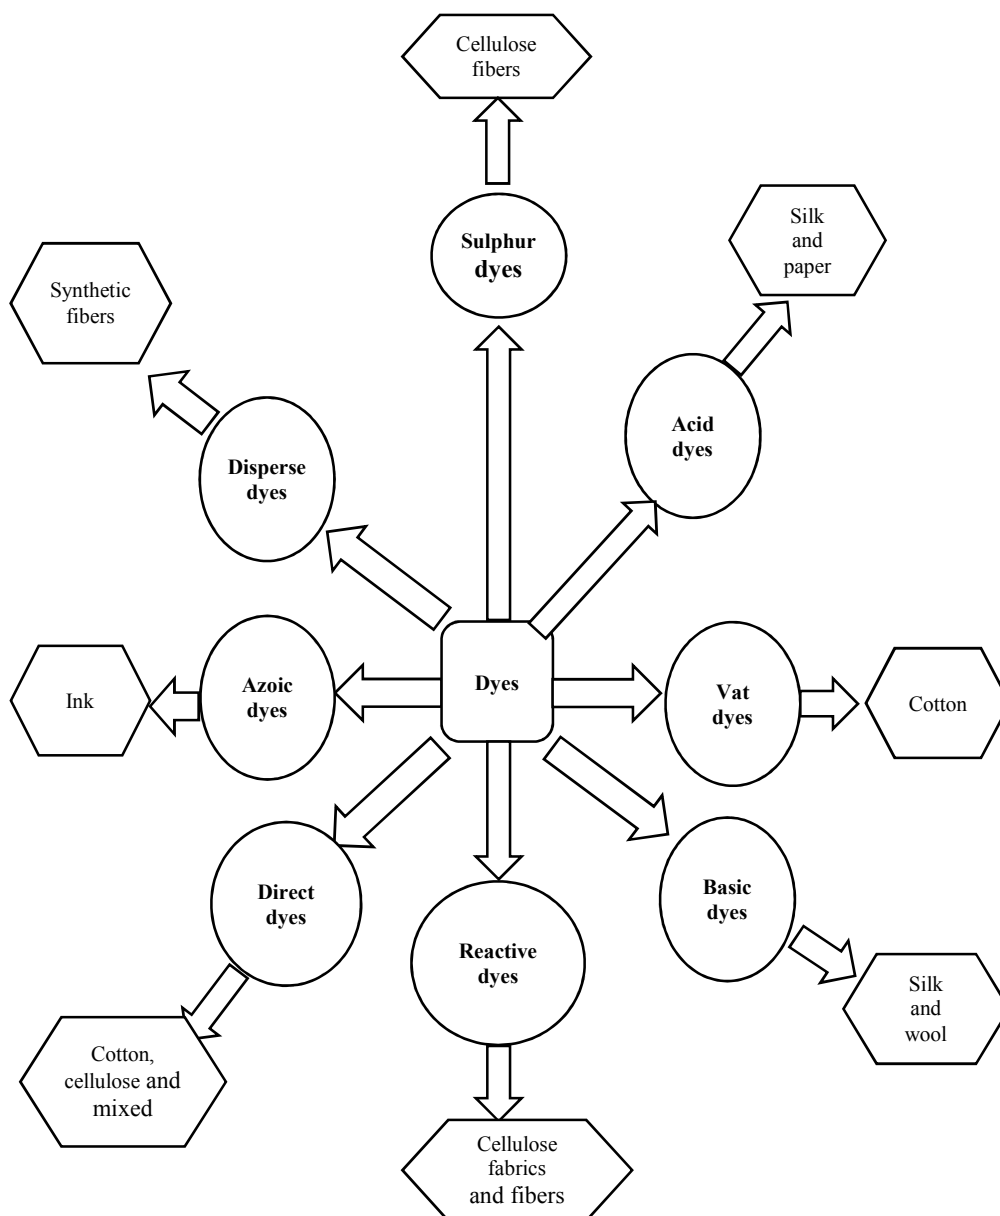 Cellulose
fibers
Sulphur
dyes
Silk
and
paper
Synthetic
fibers
Acid
dyes
Disperse
dyes
Ink
Azoic
dyes
Dyes
Vat
dyes
Cotton
Direct
dyes
Reactive
dyes
Basic
dyes
Silk
and
wool
Cotton,
cellulose and
mixed
Cellulose
fabrics
and fibers